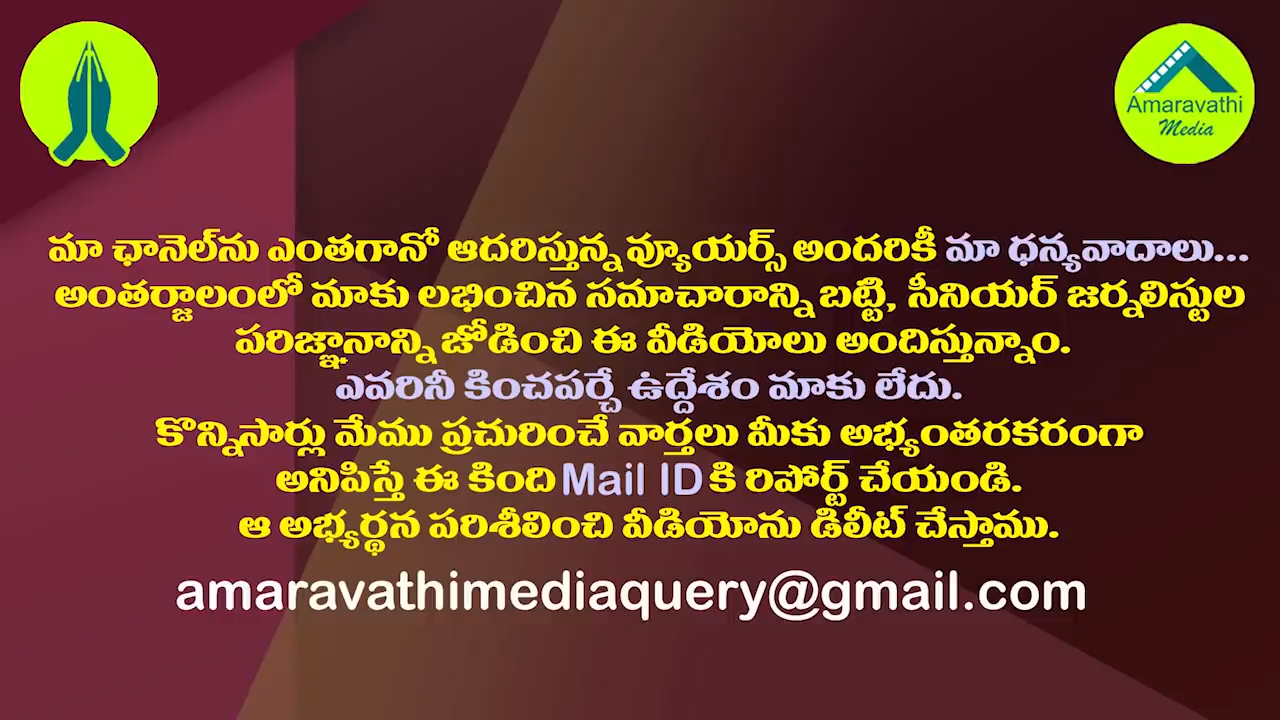 Amaravathi
Media
మా ఛానెల్‌ను ఎంతగానో ఆదరిస్తున్న వ్యూయర్స్ అందరికీ మా ధన్యవాదాలు...
అంతర్జాలంలో మాకు లభించిన సమాచారాన్ని బట్టి, సీనియర్ జర్నలిస్టుల
పరిజ్ఞానాన్ని జోడించి ఈ వీడియోలు అందిస్తున్నాం.
ఎవరినీ కించపర్చే ఉద్దేశం మాకు లేదు.
కొన్నిసార్లు మేము ప్రచురించే వార్తలు మీకు అభ్యంతరకరంగా
అనిపిస్తే ఈ కింది Mail ID కి రిపోర్ట్ చేయండి.
ఆ అభ్యర్థన పరిశీలించి వీడియోను డిలీట్ చేస్తాము.
amaravathimediaquery@gmail.com